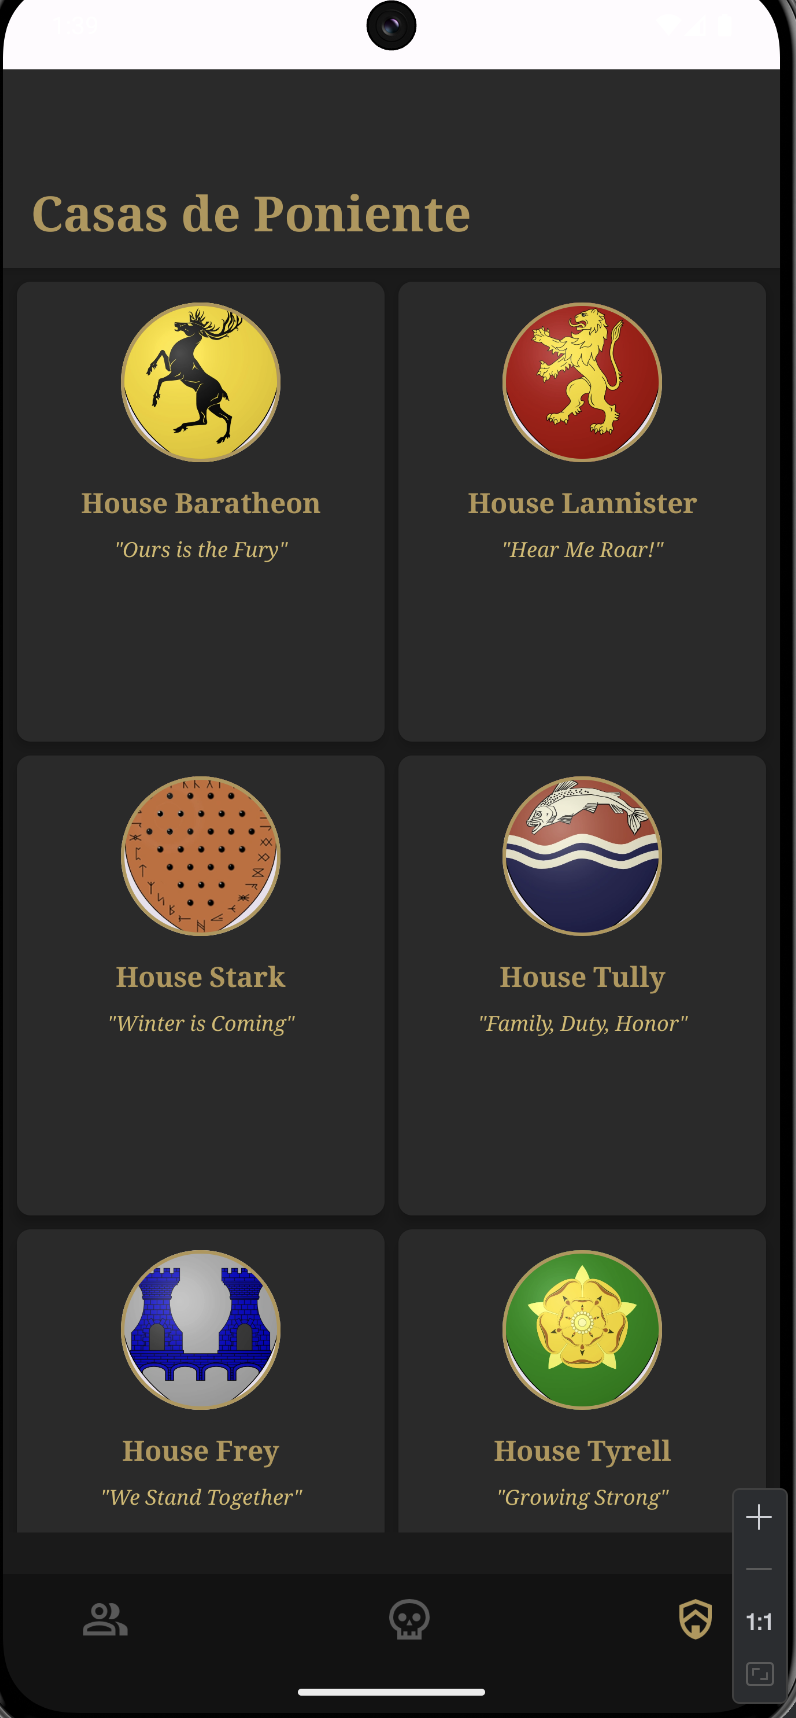 Casas de Poniente
House Baratheon
"Ours is the Fury"
House Lannister
"Hear Me Roar!"
House Stark
"Winter is Coming"
House Tully
"Family, Duty, Honor"
House Frey
"We Stand Together"
House Tyrell
"Growing Strong"
1:1